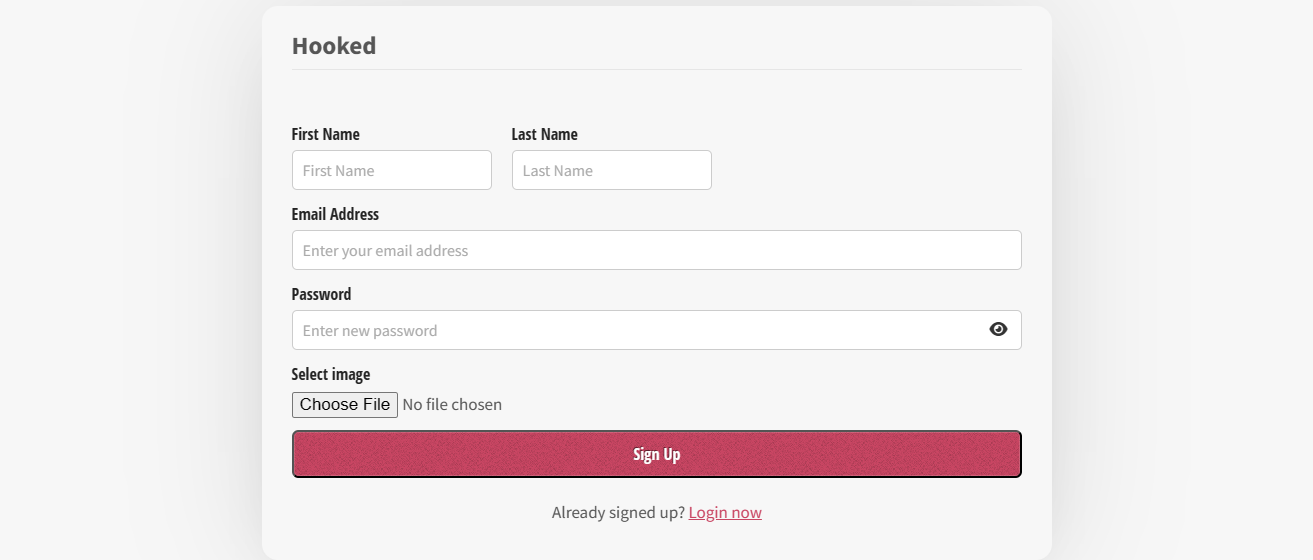 Hooked
First Name Last Name
First Name Last Name
Email Address
Enter your email address
Password
Enter new password
Select image
Choose File No file chosen
Sign Up
Already signed up? Login now